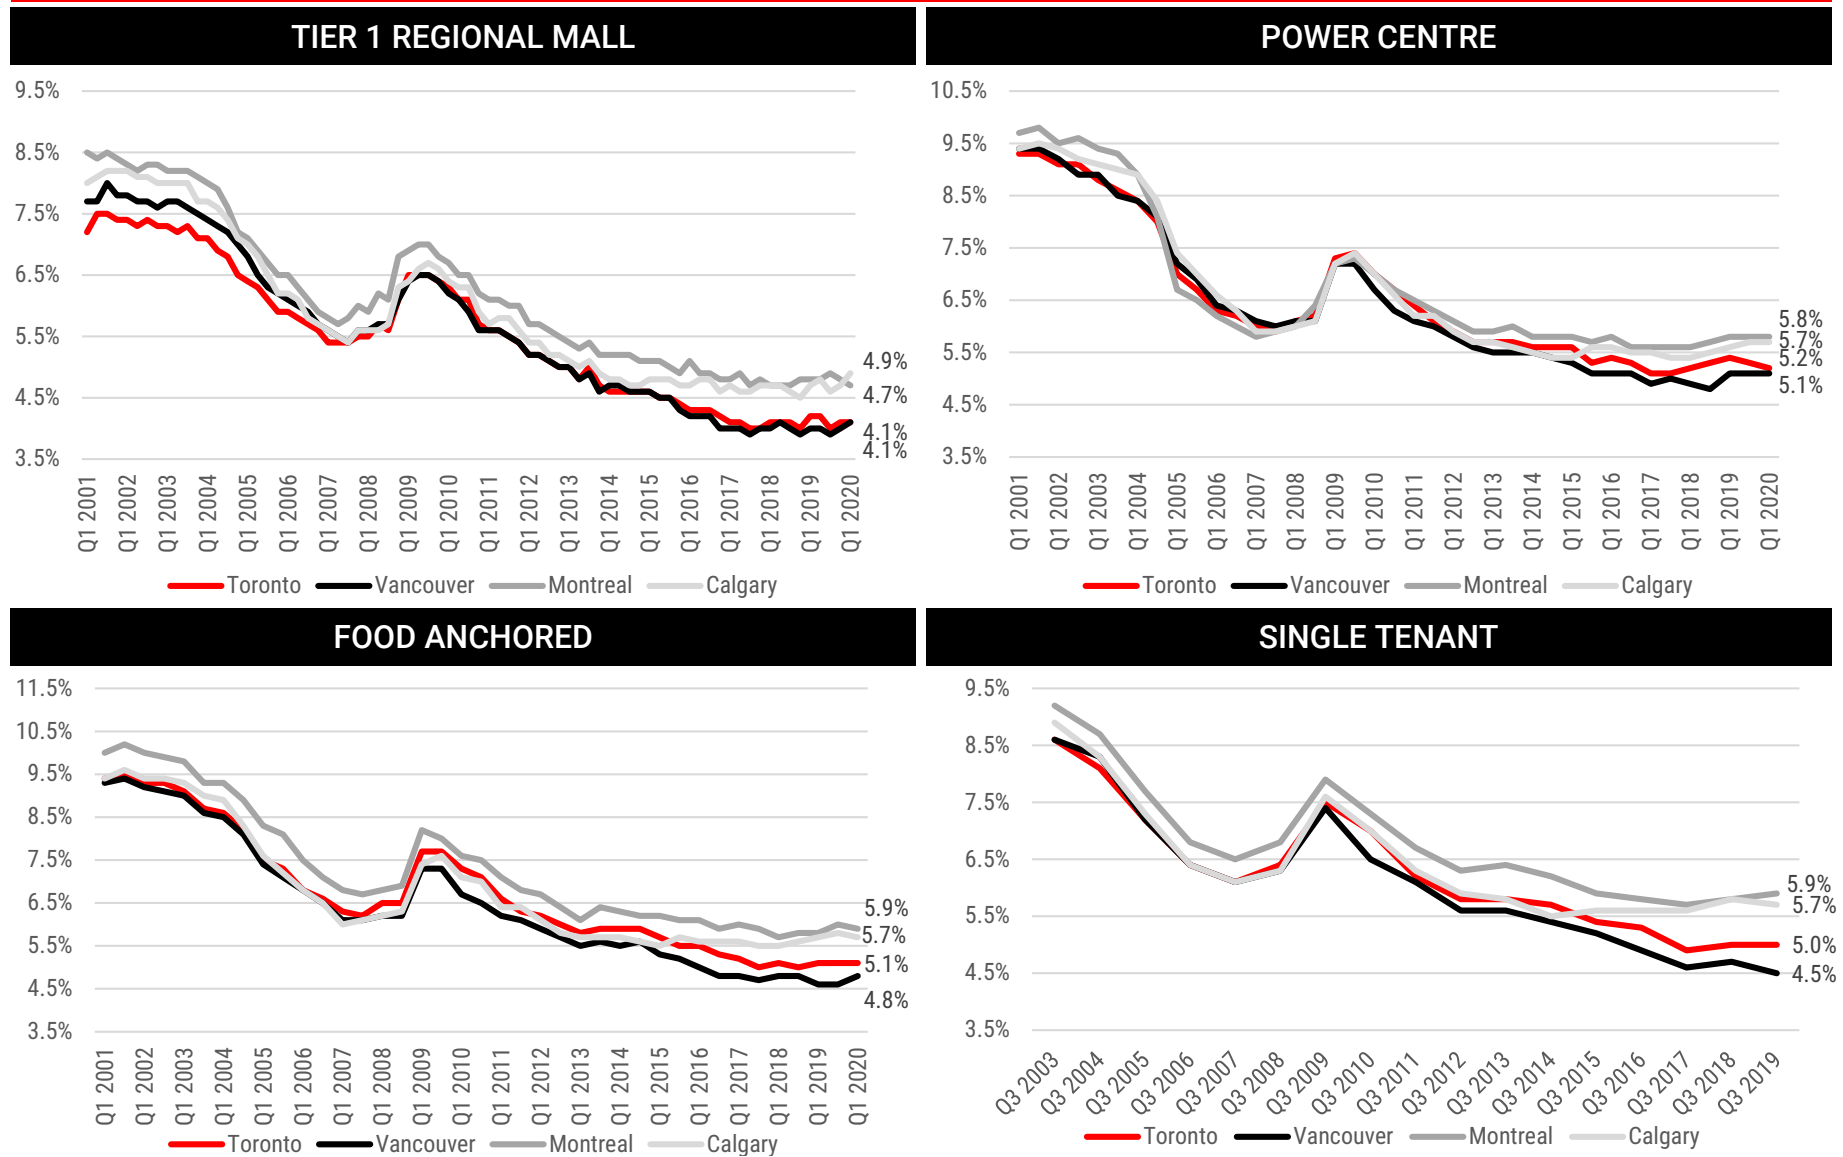 TIER 1 REGIONAL MALL
9.5%
8.5%
7.5%
6.5%
5.5%
4.5%
3.5%
4.9%
4.7%
4.1%
4.1%
Q1 2001
Q1 2002
Q1 2003
Q1 2004
Q1 2005
Q1 2006
Q1 2007
Q1 2008
Q1 2009
Q1 2010
Q1 2011
Q1 2012
Q1 2013
Q1 2014
Q1 2015
Q1 2016
Q1 2017
Q1 2018
Q1 2019
Q1 2020
Toronto Vancouver Montreal Calgary
POWER CENTRE
10.5%
9.5%
8.5%
7.5%
6.5%
5.5%
4.5%
3.5%
5.8%
5.7%
5.2%
5.1%
Q1 2001
Q1 2002
Q1 2003
Q1 2004
Q1 2005
Q1 2006
Q1 2007
Q1 2008
Q1 2009
Q1 2010
Q1 2011
Q1 2012
Q1 2013
Q1 2014
Q1 2015
Q1 2016
Q1 2017
Q1 2018
Q1 2019
Q1 2020
Toronto Vancouver Montreal Calgary
FOOD ANCHORED
11.5%
10.5%
9.5%
8.5%
7.5%
6.5%
5.5%
4.5%
3.5%
5.9%
5.7%
5.1%
4.8%
Q1 2001
Q1 2002
Q1 2003
Q1 2004
Q1 2005
Q1 2006
Q1 2007
Q1 2008
Q1 2009
Q1 2010
Q1 2011
Q1 2012
Q1 2013
Q1 2014
Q1 2015
Q1 2016
Q1 2017
Q1 2018
Q1 2019
Q1 2020
Toronto Vancouver Montreal Calgary
SINGLE TENANT
9.5%
8.5%
7.5%
6.5%
5.5%
4.5%
3.5%
5.9%
5.7%
5.0%
4.5%
Q3 2003
Q3 2004
Q3 2005
Q3 2006
Q3 2007
Q3 2008
Q3 2009
Q3 2010
Q3 2011
Q3 2012
Q3 2013
Q3 2014
Q3 2015
Q3 2016
Q3 2017
Q3 2018
Q3 2019
Toronto Vancouver Montreal Calgary